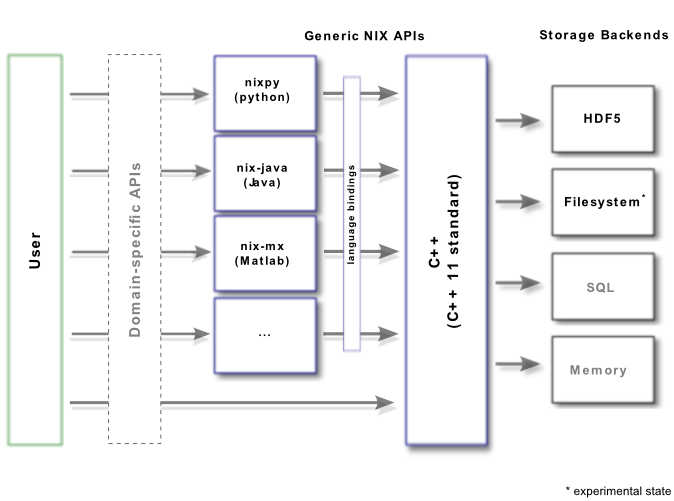 Generic NIX APIs
Storage Backends
User
Domain-specific APIs
nixpy
(python)
nix-java
(Java)
nix-mx
(Matlab)
...
language bindings
C++
(C++ 11 standard)
HDF5
Filesystem*
SQL
Memory
* experimental state